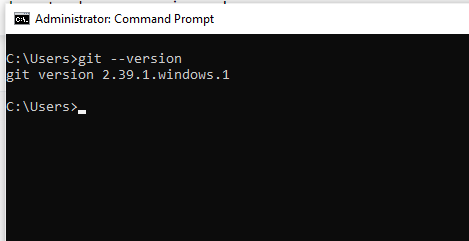 Administrator: Command Prompt
C:\Users>git --version
git version 2.39.1.windows.1
C:\Users>